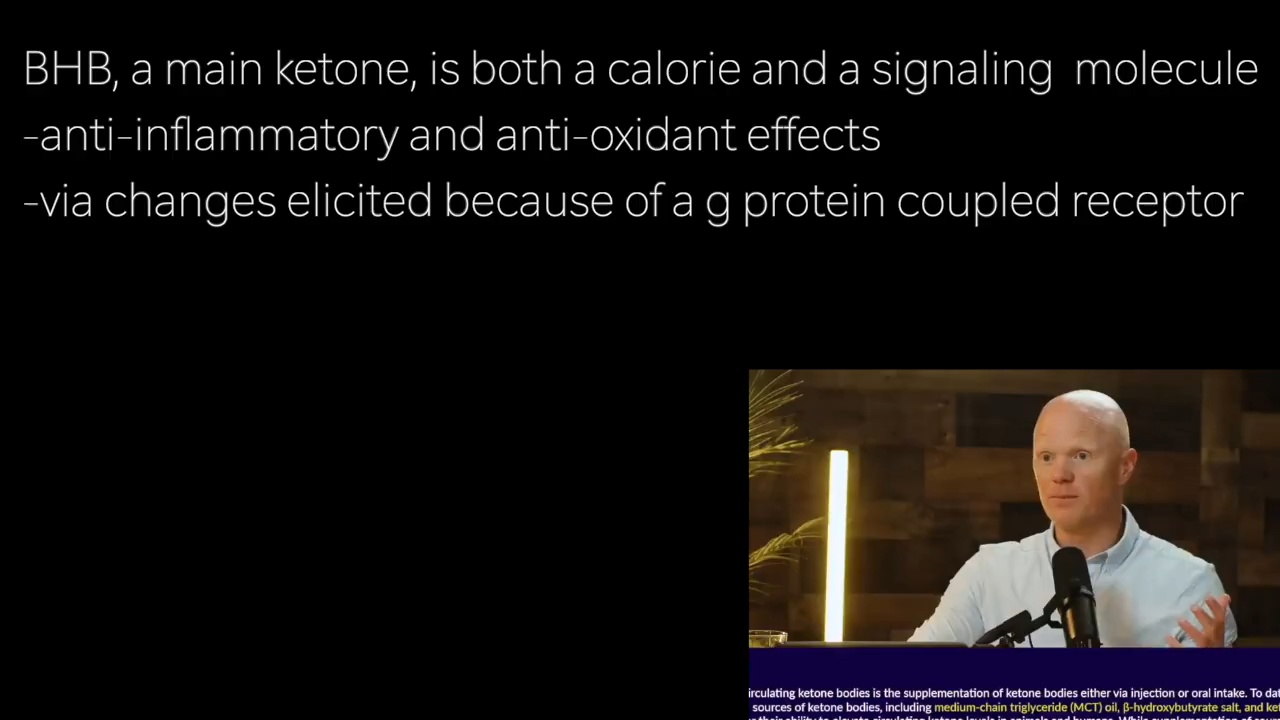 BHB, a main ketone, is both a calorie and a signaling molecule
-anti-inflammatory and anti-oxidant effects
-via changes elicited because of a g protein coupled receptor
irculating ketone bodies is the supplementation of ketone bodies either via injection or oral intake. To dat
sources of ketone bodies, including medium-chain triglyceride (MCT) oil, β-hydroxybutyrate salt, and ket